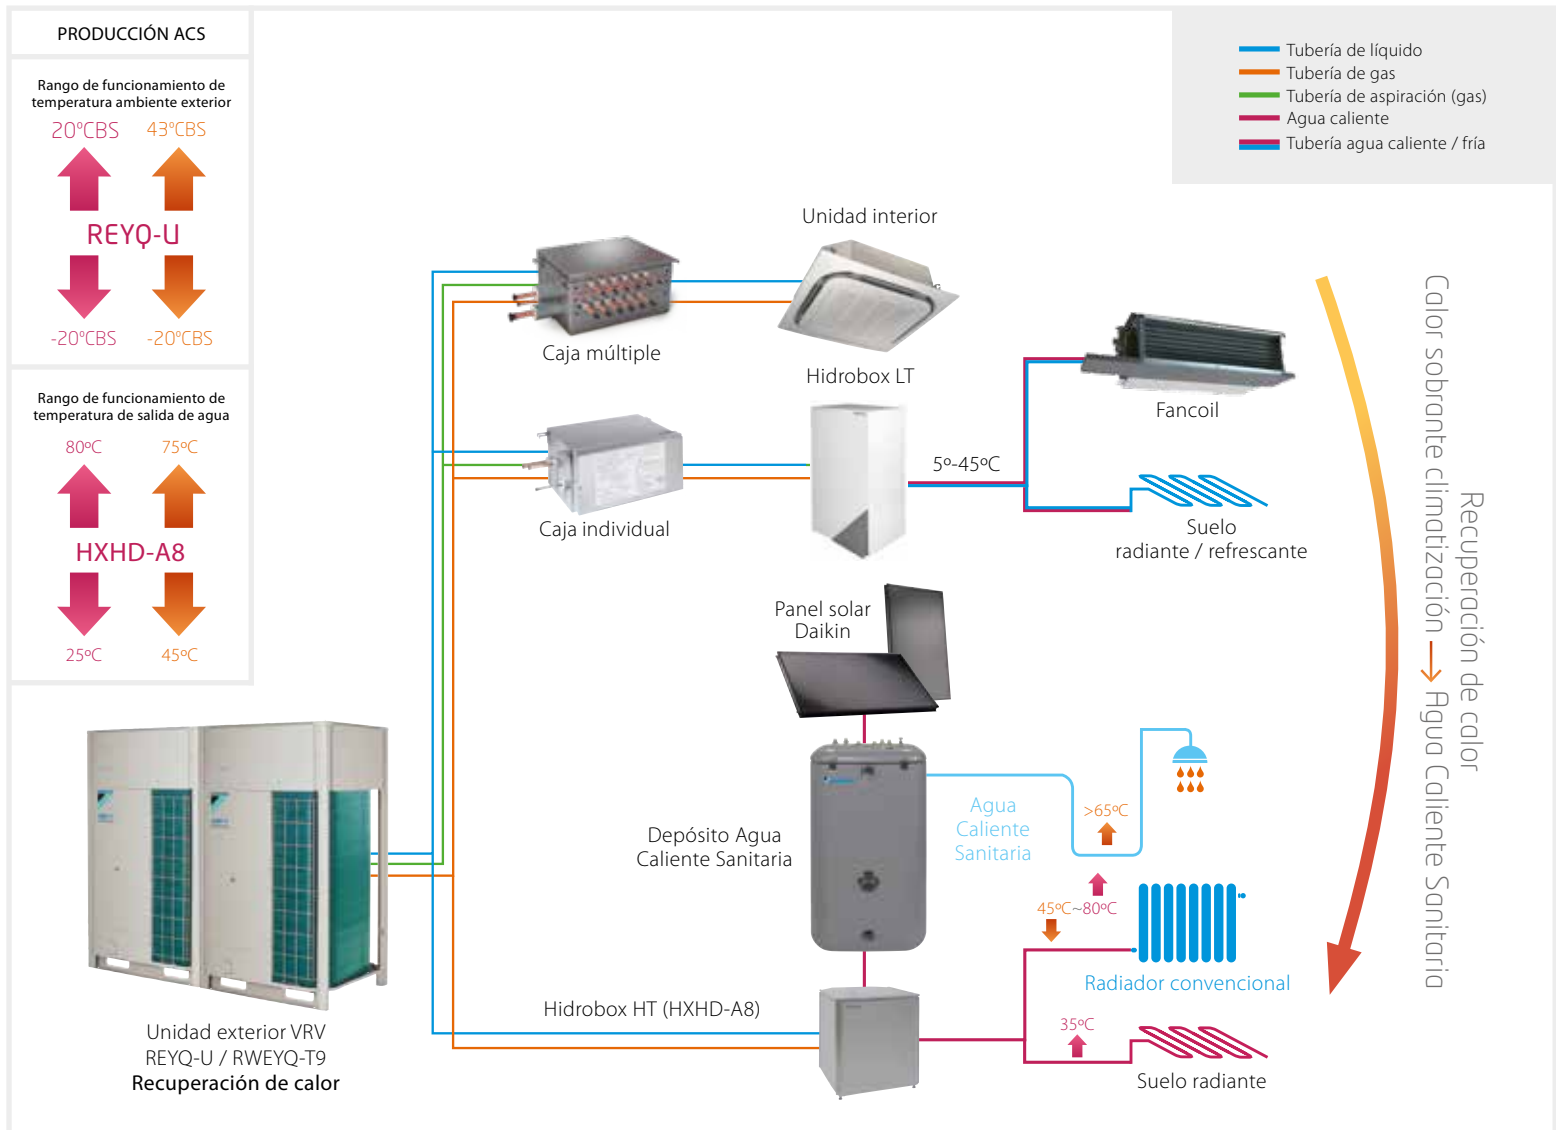 PRODUCCIÓN ACS
Rango de funcionamiento de
temperatura ambiente exterior
20ºCBS 43ºCBS
REYQ-U
-20ºCBS -20ºCBS
Rango de funcionamiento de
temperatura de salida de agua
80ºC 75ºC
HXHD-A8
25ºC 45ºC
Tubería de líquido
Tubería de gas
Tubería de aspiración (gas)
Agua caliente
Tubería agua caliente / fría
Unidad interior
Caja múltiple
Hidrobox LT
Fancoil
5º-45ºC
Caja individual
Suelo
radiante / refrescante
Panel solar
Daikin
Depósito Agua
Caliente Sanitaria
Agua
Caliente
Sanitaria
>65ºC
45ºC~80ºC
Radiador convencional
Hidrobox HT (HXHD-A8)
35ºC
Suelo radiante
Unidad exterior VRV
REYQ-U / RWEYQ-T9
Recuperación de calor
Recuperación de calor
Calor sobrante climatización → Agua Caliente Sanitaria